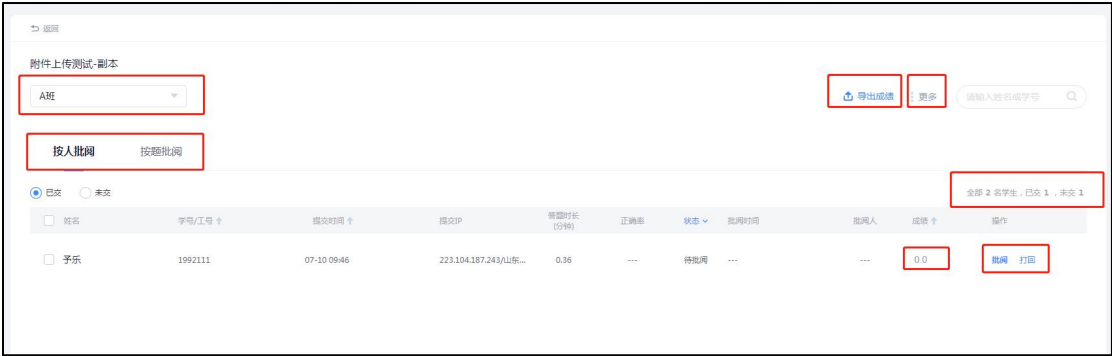 返回
附件上传测试-副本
A班
导出成绩
更多
请输入姓名或学号
按人批阅 按题批阅
已交 未交
全部 2 名学生，已交 1 ，未交 1
姓名 学号/工号 提交时间 提交IP 答题时长(分钟) 正确率 状态 批阅时间 批阅人 成绩 操作
予乐 1992111 07-10 09:46 223.104.187.243/山东... 0.36 --- 待批阅 --- --- 0.0 批阅 打回